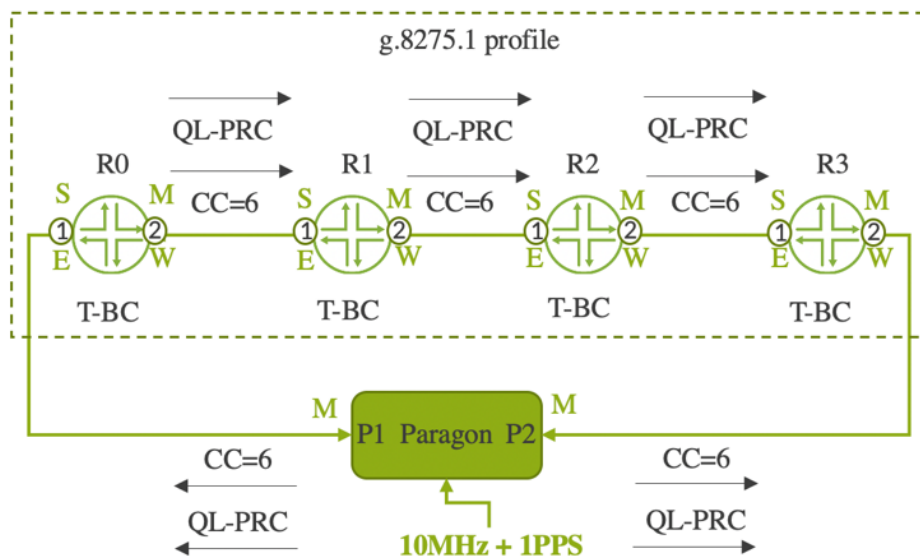 g.8275.1 profile
QL-PRC QL-PRC QL-PRC
R0 R1 R2 R3
CC=6 CC=6 CC=6
S M S M S M S M
1 2 1 2 1 2 1 2
E W E W E W E W
T-BC T-BC T-BC T-BC
M M
P1 Paragon P2
CC=6 CC=6
QL-PRC QL-PRC
10MHz + 1PPS